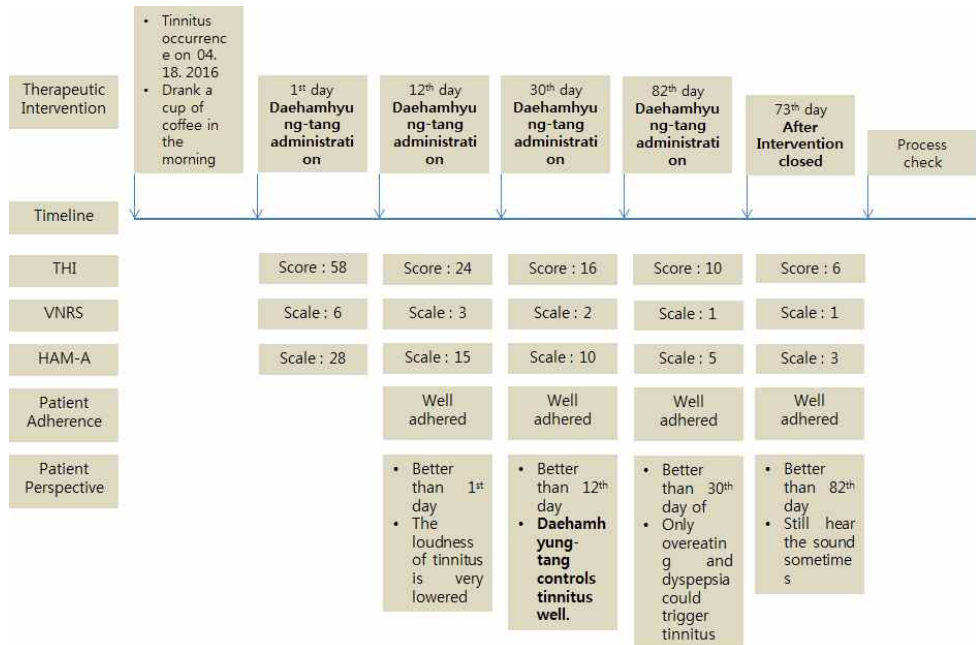 • Tinnitus
occurrenc
e on 04.
18. 2016
• Drank a
cup of
coffee in
the
morning
Therapeutic
Intervention
1st day
Daehamhyu
ng-tang
administrati
on
12th day
Daehamhyu
ng-tang
administrati
on
30th day
Daehamhyu
ng-tang
administrati
on
82th day
Daehamhyu
ng-tang
administrati
on
73th day
After
Intervention
closed
Process
check
Timeline
THI
Score : 58
Score : 24
Score : 16
Score : 10
Score : 6
VNRS
Scale : 6
Scale : 3
Scale : 2
Scale : 1
Scale : 1
HAM-A
Scale : 28
Scale : 15
Scale : 10
Scale : 5
Scale : 3
Patient
Adherence
Well
adhered
Well
adhered
Well
adhered
Well
adhered
Patient
Perspective
• Better
than 1st
day
• The
loudness
of tinnitus
is very
lowered
• Better
than 12th
day
• Daehamh
yung-
tang
controls
tinnitus
well.
• Better
than 30th
day of
• Only
overeatin
g and
dyspepsia
could
trigger
tinnitus
• Better
than 82th
day
• Still hear
the sound
sometime
s